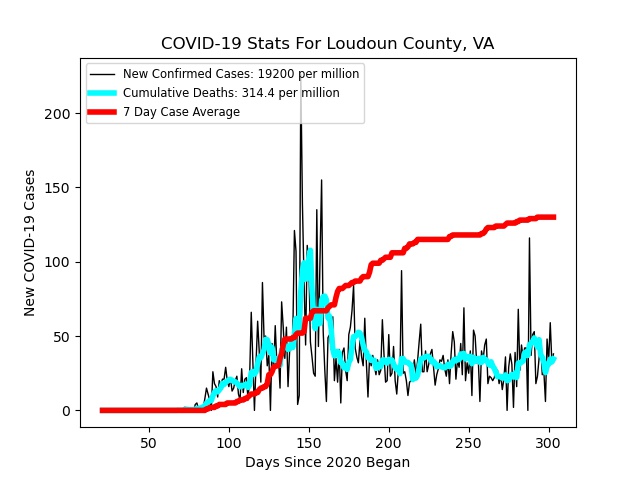 COVID-19 Stats For Loudoun County, VA
New Confirmed Cases: 19200 per million
Cumulative Deaths: 314.4 per million
7 Day Case Average
New COVID-19 Cases
200
150
100
50
0
50 100 150 200 250 300
Days Since 2020 Began